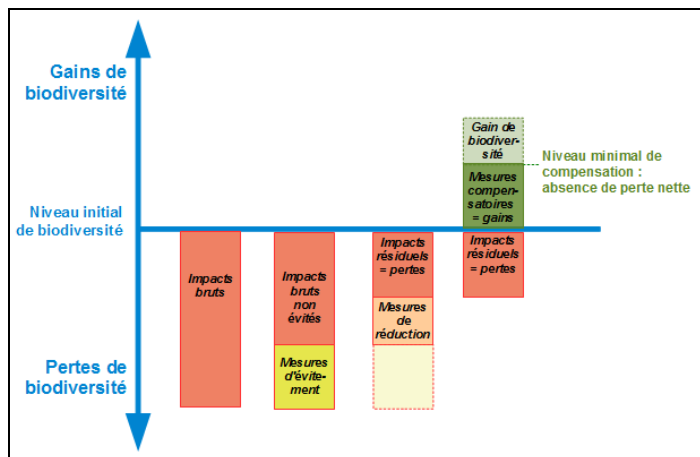 Gains de
biodiversité
Niveau initial
de biodiversité
Pertes de
biodiversité
Impacts
bruts
Impacts
bruts
non
évités
Mesures
d'évite-
ment
Impacts
résiduels
= pertes
Mesures
de
réduction
Gain de
biodiver-
sité
Mesures
compen-
satoires
= gains
Impacts
résiduels
= pertes
Niveau minimal de
compensation :
absence de perte nette